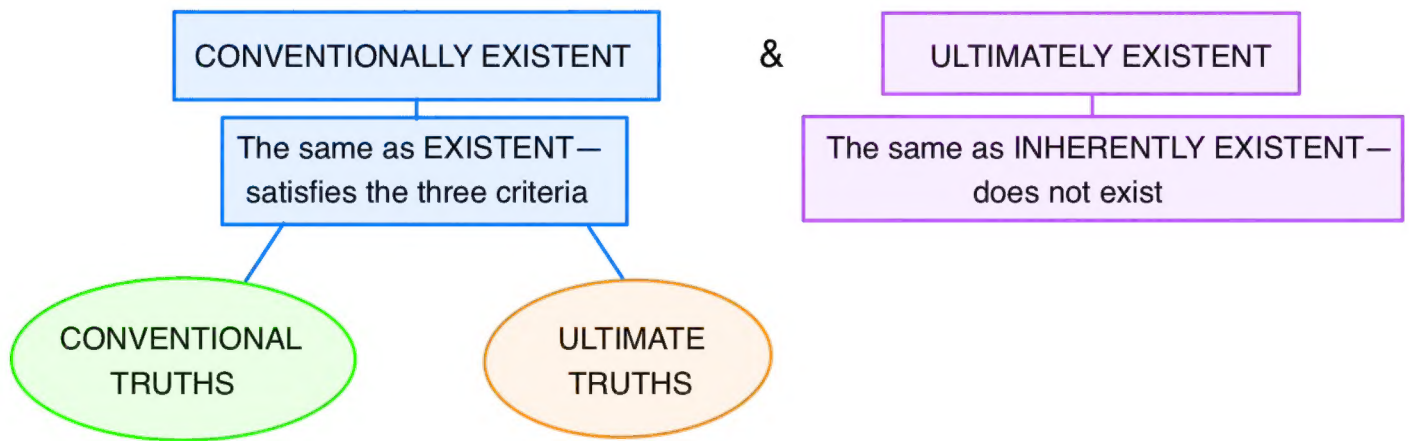 CONVENTIONALLY EXISTENT
&
ULTIMATELY EXISTENT
The same as EXISTENT—
satisfies the three criteria
The same as INHERENTLY EXISTENT—
does not exist
CONVENTIONAL
TRUTHS
ULTIMATE
TRUTHS